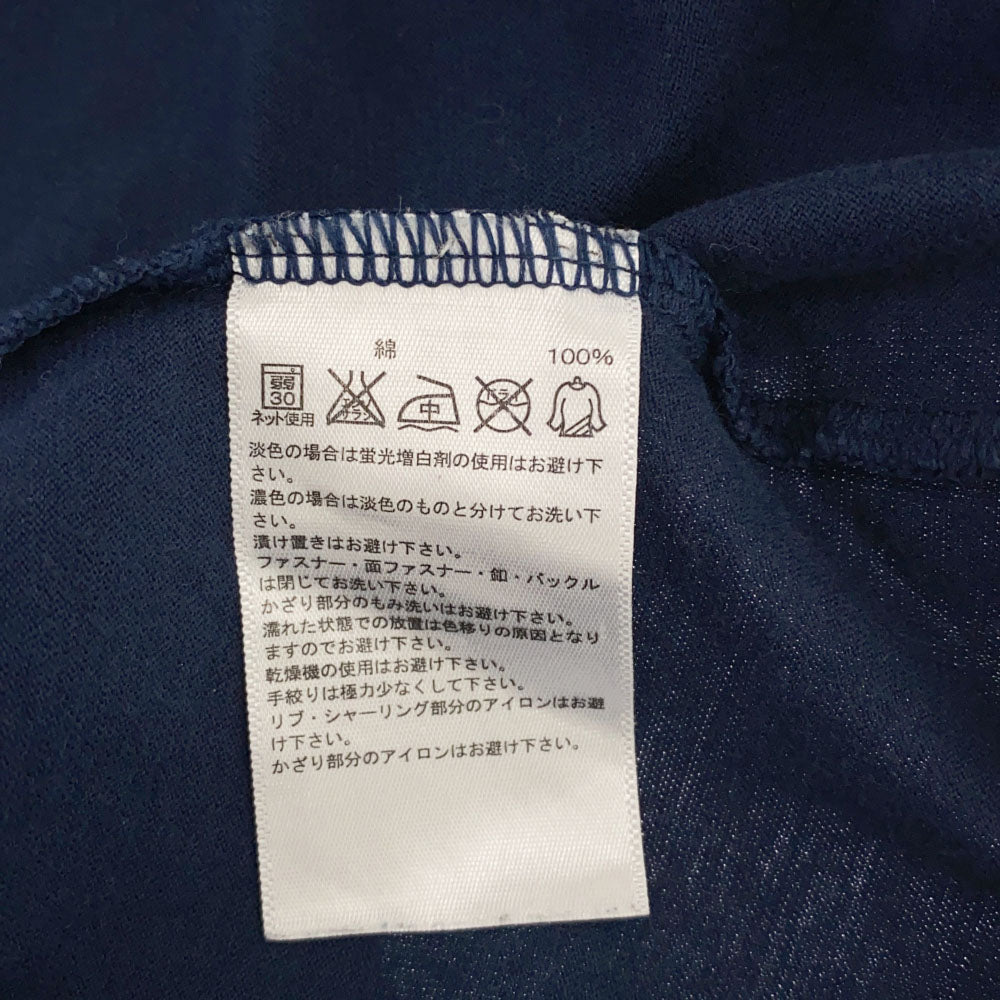 綿 100%
弱 30 エンソ サラシ 中 ドライ
ネット使用
淡色の場合は蛍光増白剤の使用はお避け下
さい。
濃色の場合は淡色のものと分けてお洗い下
さい。
漬け置きはお避け下さい。
ファスナー・面ファスナー・釦・バックル
は閉じてお洗い下さい。
かざり部分のもみ洗いはお避け下さい。
濡れた状態での放置は色移りの原因となり
ますのでお避け下さい。
乾燥機の使用はお避け下さい。
手絞りは極力少なくして下さい。
リブ・シャーリング部分のアイロンはお避
け下さい。
かざり部分のアイロンはお避け下さい。